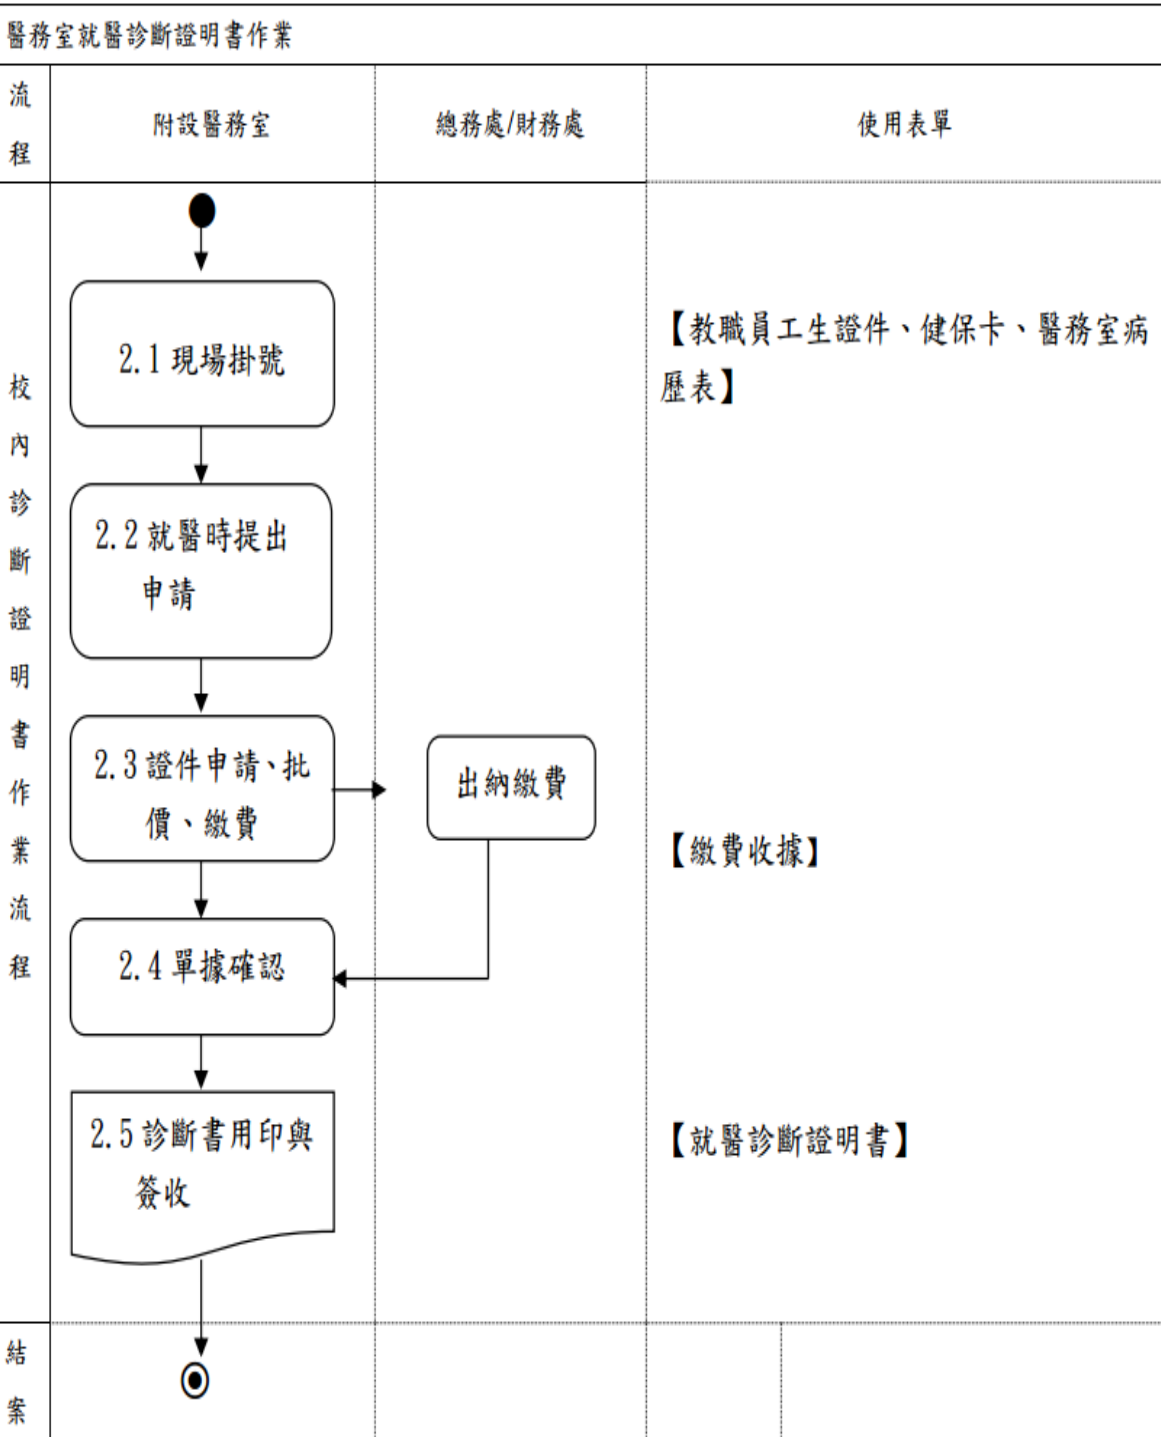 醫務室就醫診斷證明書作業
流程
附設醫務室
總務處/財務處
使用表單
校內診斷證明書作業流程
2.1 現場掛號
【教職員工生證件、健保卡、醫務室病
歷表】
2.2 就醫時提出
申請
2.3 證件申請、批
價、繳費
出納繳費
【繳費收據】
2.4 單據確認
2.5 診斷書用印與
簽收
【就醫診斷證明書】
結案